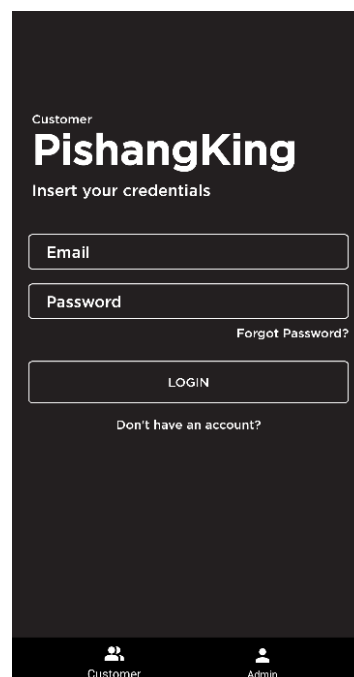 Customer
PishangKing
Insert your credentials
Email
Password
Forgot Password?
LOGIN
Don't have an account?
Customer
Admin